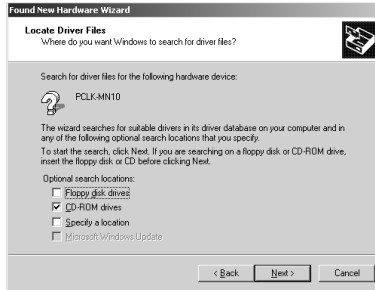 Found New Hardware Wizard
Locate Driver Files
Where do you want Windows to search for driver files?
Search for driver files for the following hardware device:
PCLK-MN10
The wizard searches for suitable drivers in its driver database on your computer and in
any of the following optional search locations that you specify.
To start the search, click Next. If you are searching on a floppy disk or CD-ROM drive,
insert the floppy disk or CD before clicking Next.
Optional search locations:
Floppy disk drives
CD-ROM drives
Specify a location
Microsoft Windows Update
< Back Next > Cancel